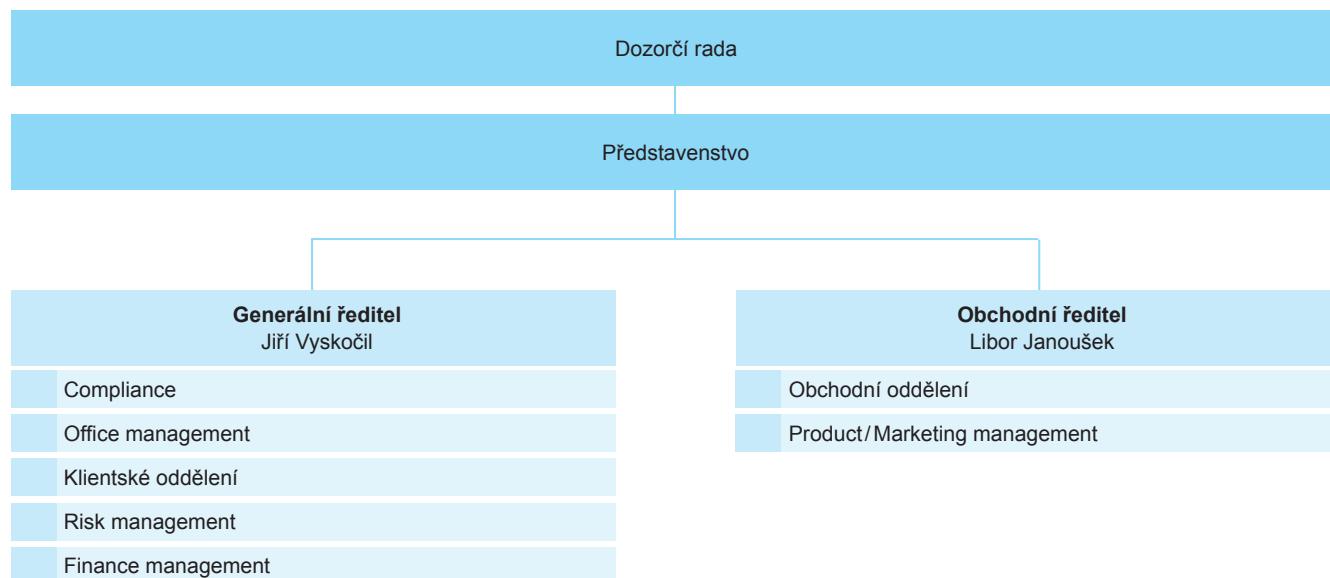 Dozorčí rada
Představenstvo
Generální ředitel
Jiří Vyskočil
Compliance
Office management
Klientské oddělení
Risk management
Finance management
Obchodní ředitel
Libor Janoušek
Obchodní oddělení
Product/Marketing management